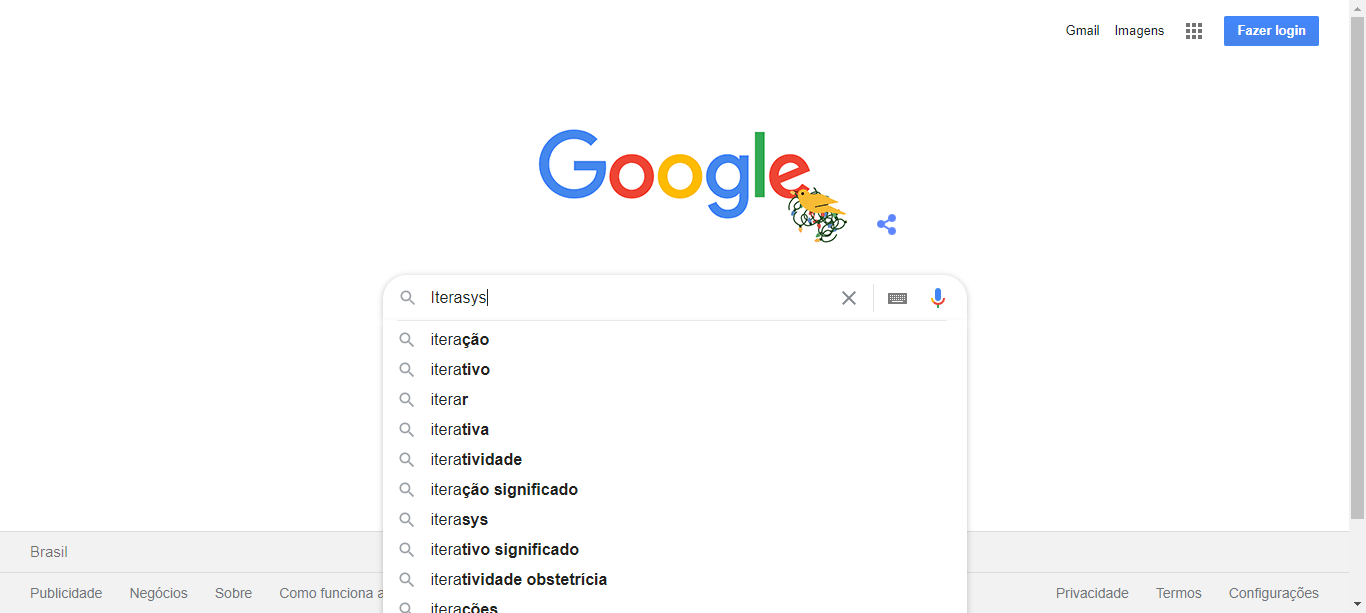 Gmail Imagens Fazer login
Google
Iterasys
iteração
iterativo
iterar
iterativa
iteratividade
iteração significado
iterasys
iterativo significado
iteratividade obstetrícia
iterações
Brasil
Publicidade Negócios Sobre Como funciona a Privacidade Termos Configurações